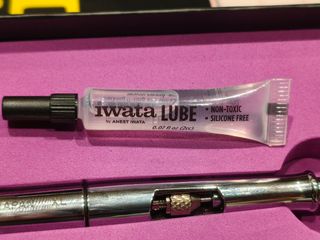 Iwata LUBE
by ANEST IWATA
• NON-TOXIC
• SILICONE FREE
0.07 fl oz (2cc)